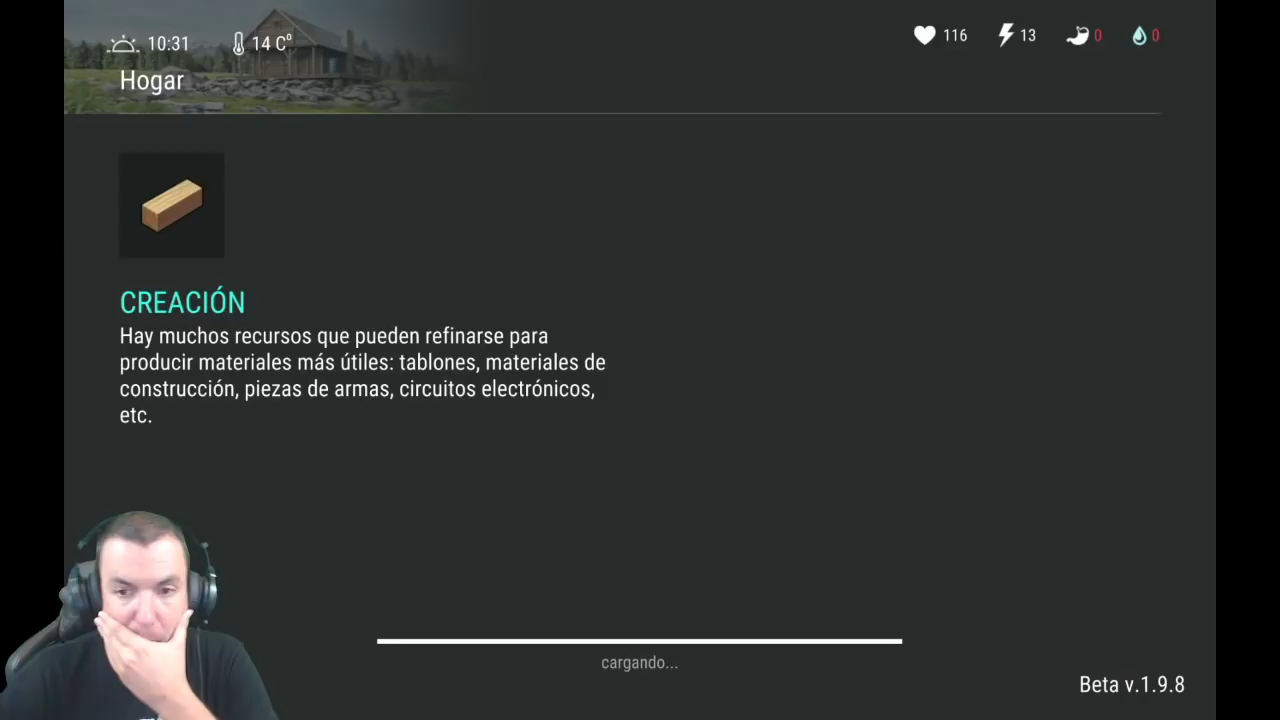 10:31
14 C°
116
13
0
0
Hogar
CREACIÓN
Hay muchos recursos que pueden refinarse para
producir materiales más útiles: tablones, materiales de
construcción, piezas de armas, circuitos electrónicos,
etc.
cargando...
Beta v.1.9.8